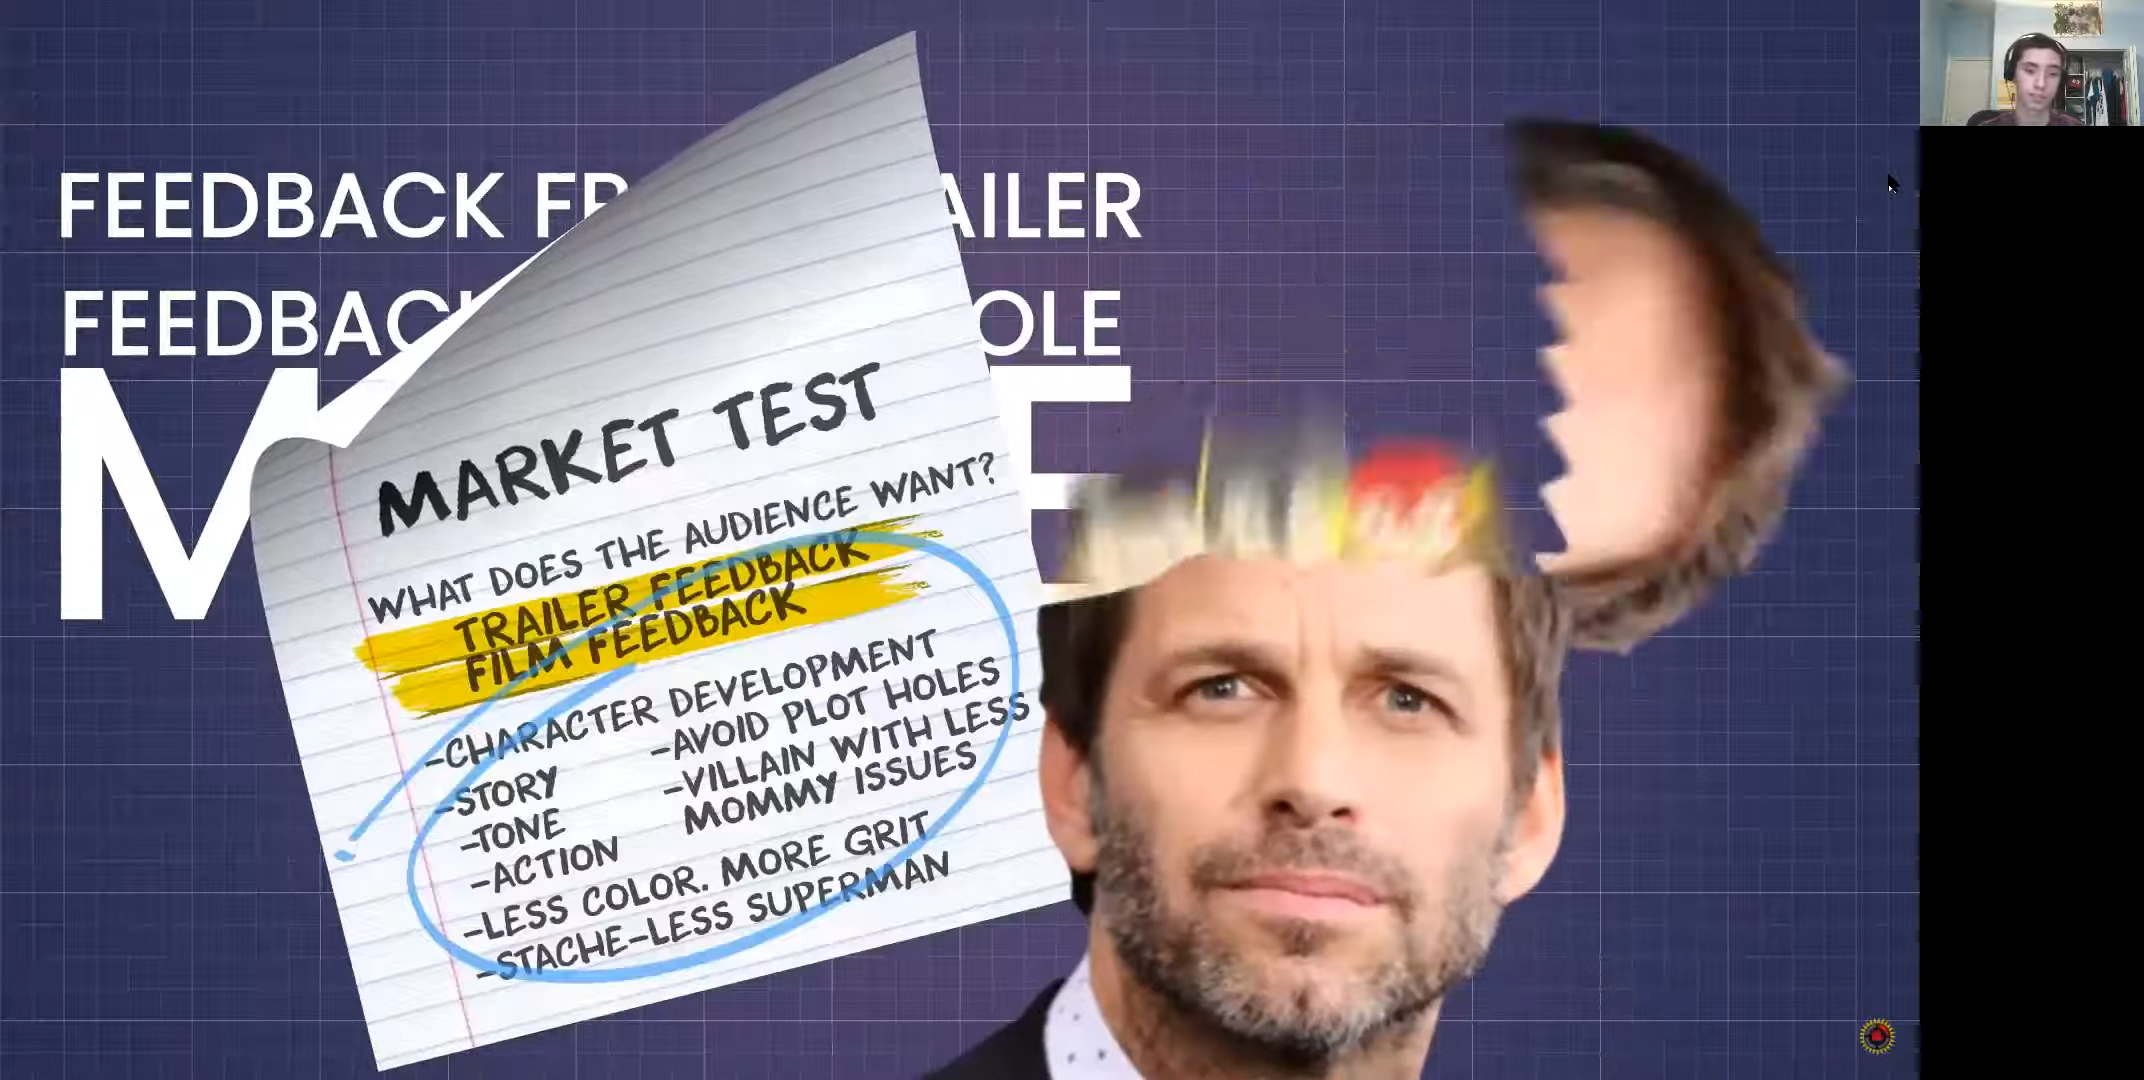 FEEDBACK FR AILER
FEEDBAC OLE
M E
MARKET TEST
WHAT DOES THE AUDIENCE WANT?
TRAILER FEEDBACK
FILM FEEDBACK
-CHARACTER DEVELOPMENT
-STORY
-TONE
-ACTION
-AVOID PLOT HOLES
-VILLAIN WITH LESS
MOMMY ISSUES
-LESS COLOR. MORE GRIT
-STACHE-LESS SUPERMAN